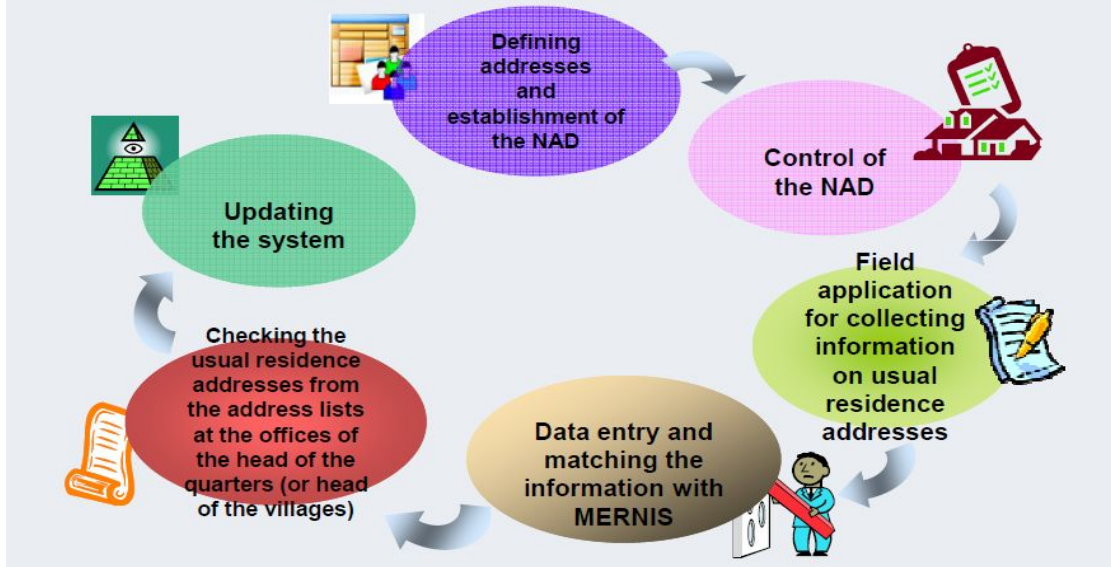 Defining
addresses
and
establishment of
the NAD
Control of
the NAD
Field
application
for collecting
information
on usual
residence
addresses
Data entry and
matching the
information with
MERNIS
Checking the
usual residence
addresses from
the address lists
at the offices of
the head of the
quarters (or head
of the villages)
Updating
the system